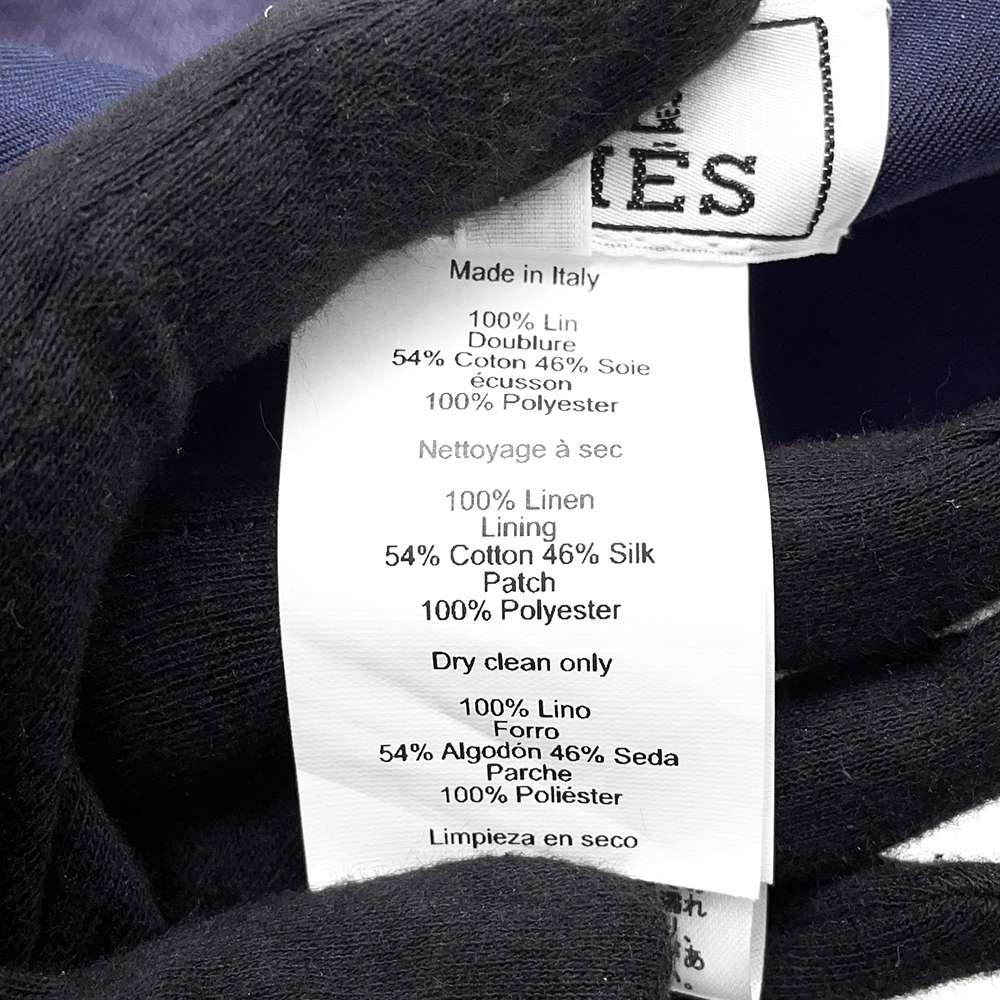 Made in Italy
100% Lin
Doublure
54% Coton 46% Soie
écusson
100% Polyester
Nettoyage à sec
100% Linen
Lining
54% Cotton 46% Silk
Patch
100% Polyester
Dry clean only
100% Lino
Forro
54% Algodón 46% Seda
Parche
100% Poliéster
Limpieza en seco